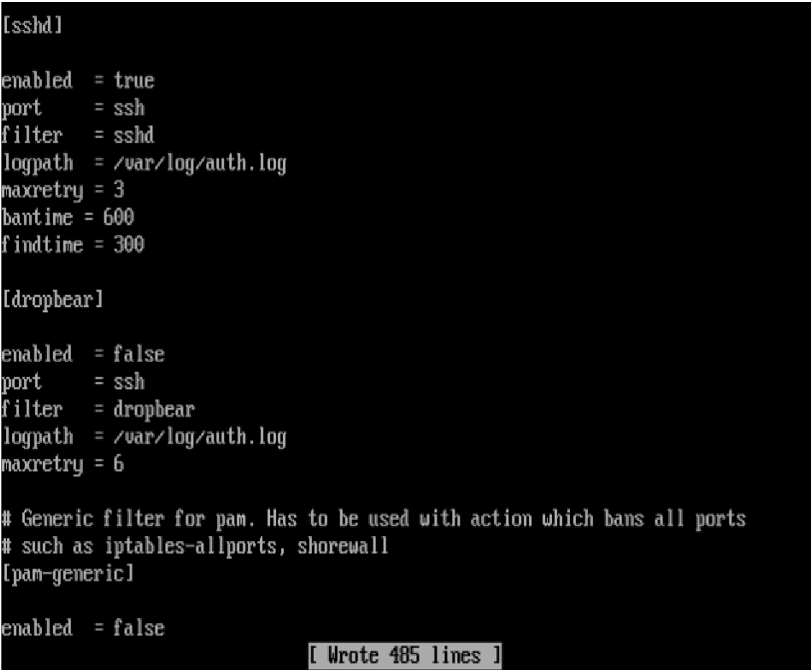 [sshd]
enabled  = true
port     = ssh
filter   = sshd
logpath  = /var/log/auth.log
maxretry = 3
bantime = 600
findtime = 300
[dropbear]
enabled  = false
port     = ssh
filter   = dropbear
logpath  = /var/log/auth.log
maxretry = 6
# Generic filter for pam. Has to be used with action which bans all ports
# such as iptables-allports, shorewall
[pam-generic]
enabled  = false
[ Wrote 485 lines ]